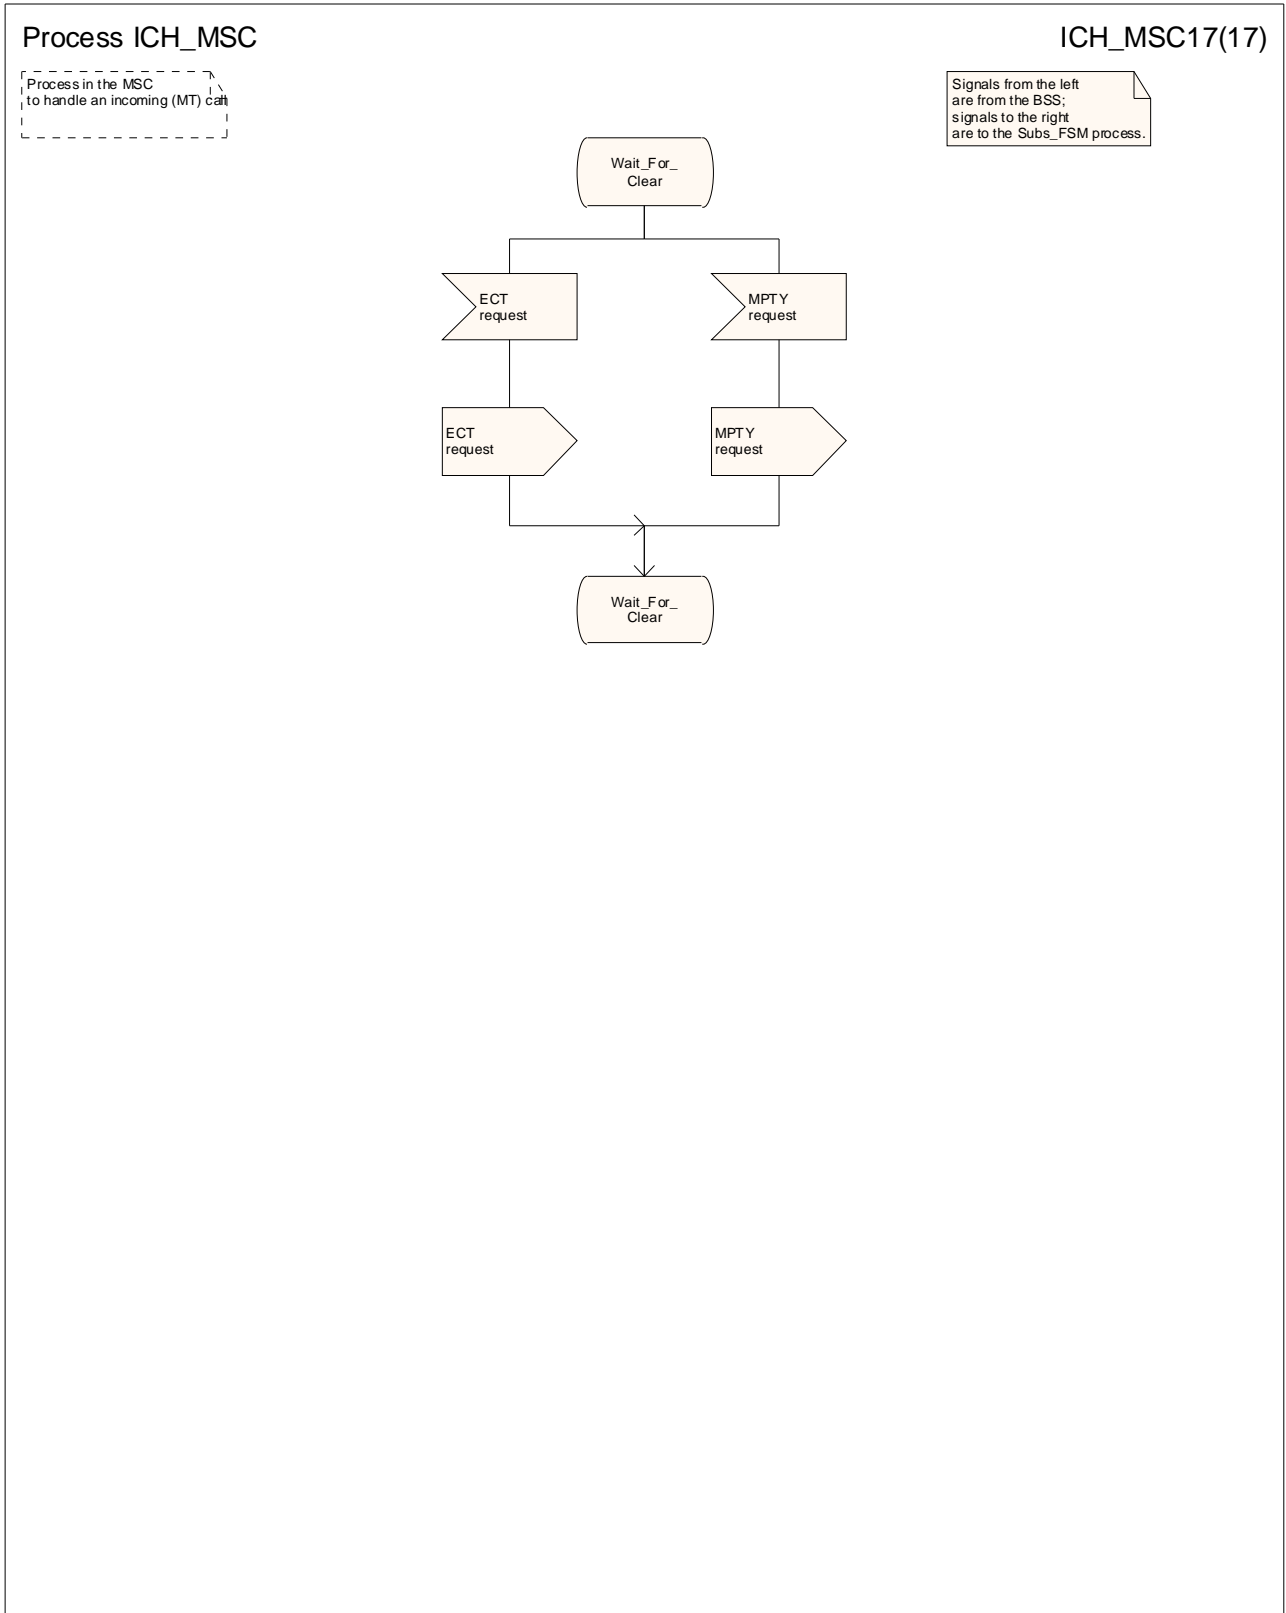 Process ICH_MSC
ICH_MSC17(17)
Process in the MSC
to handle an incoming (MT) call
Signals from the left
are from the BSS;
signals to the right
are to the Subs_FSM process.
Wait_For_
Clear
ECT
request
MPTY
request
ECT
request
MPTY
request
Wait_For_
Clear